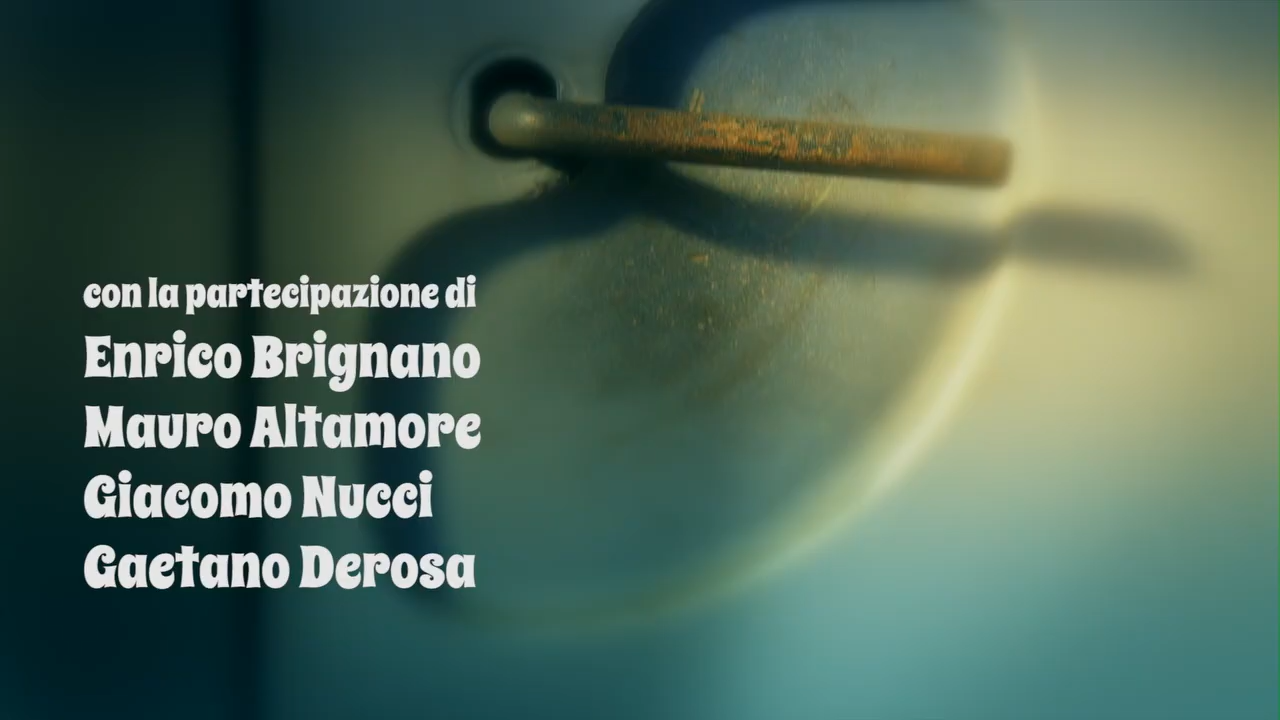 con la partecipazione di
Enrico Brignano
Mauro Altamore
Giacomo Nucci
Gaetano Derosa